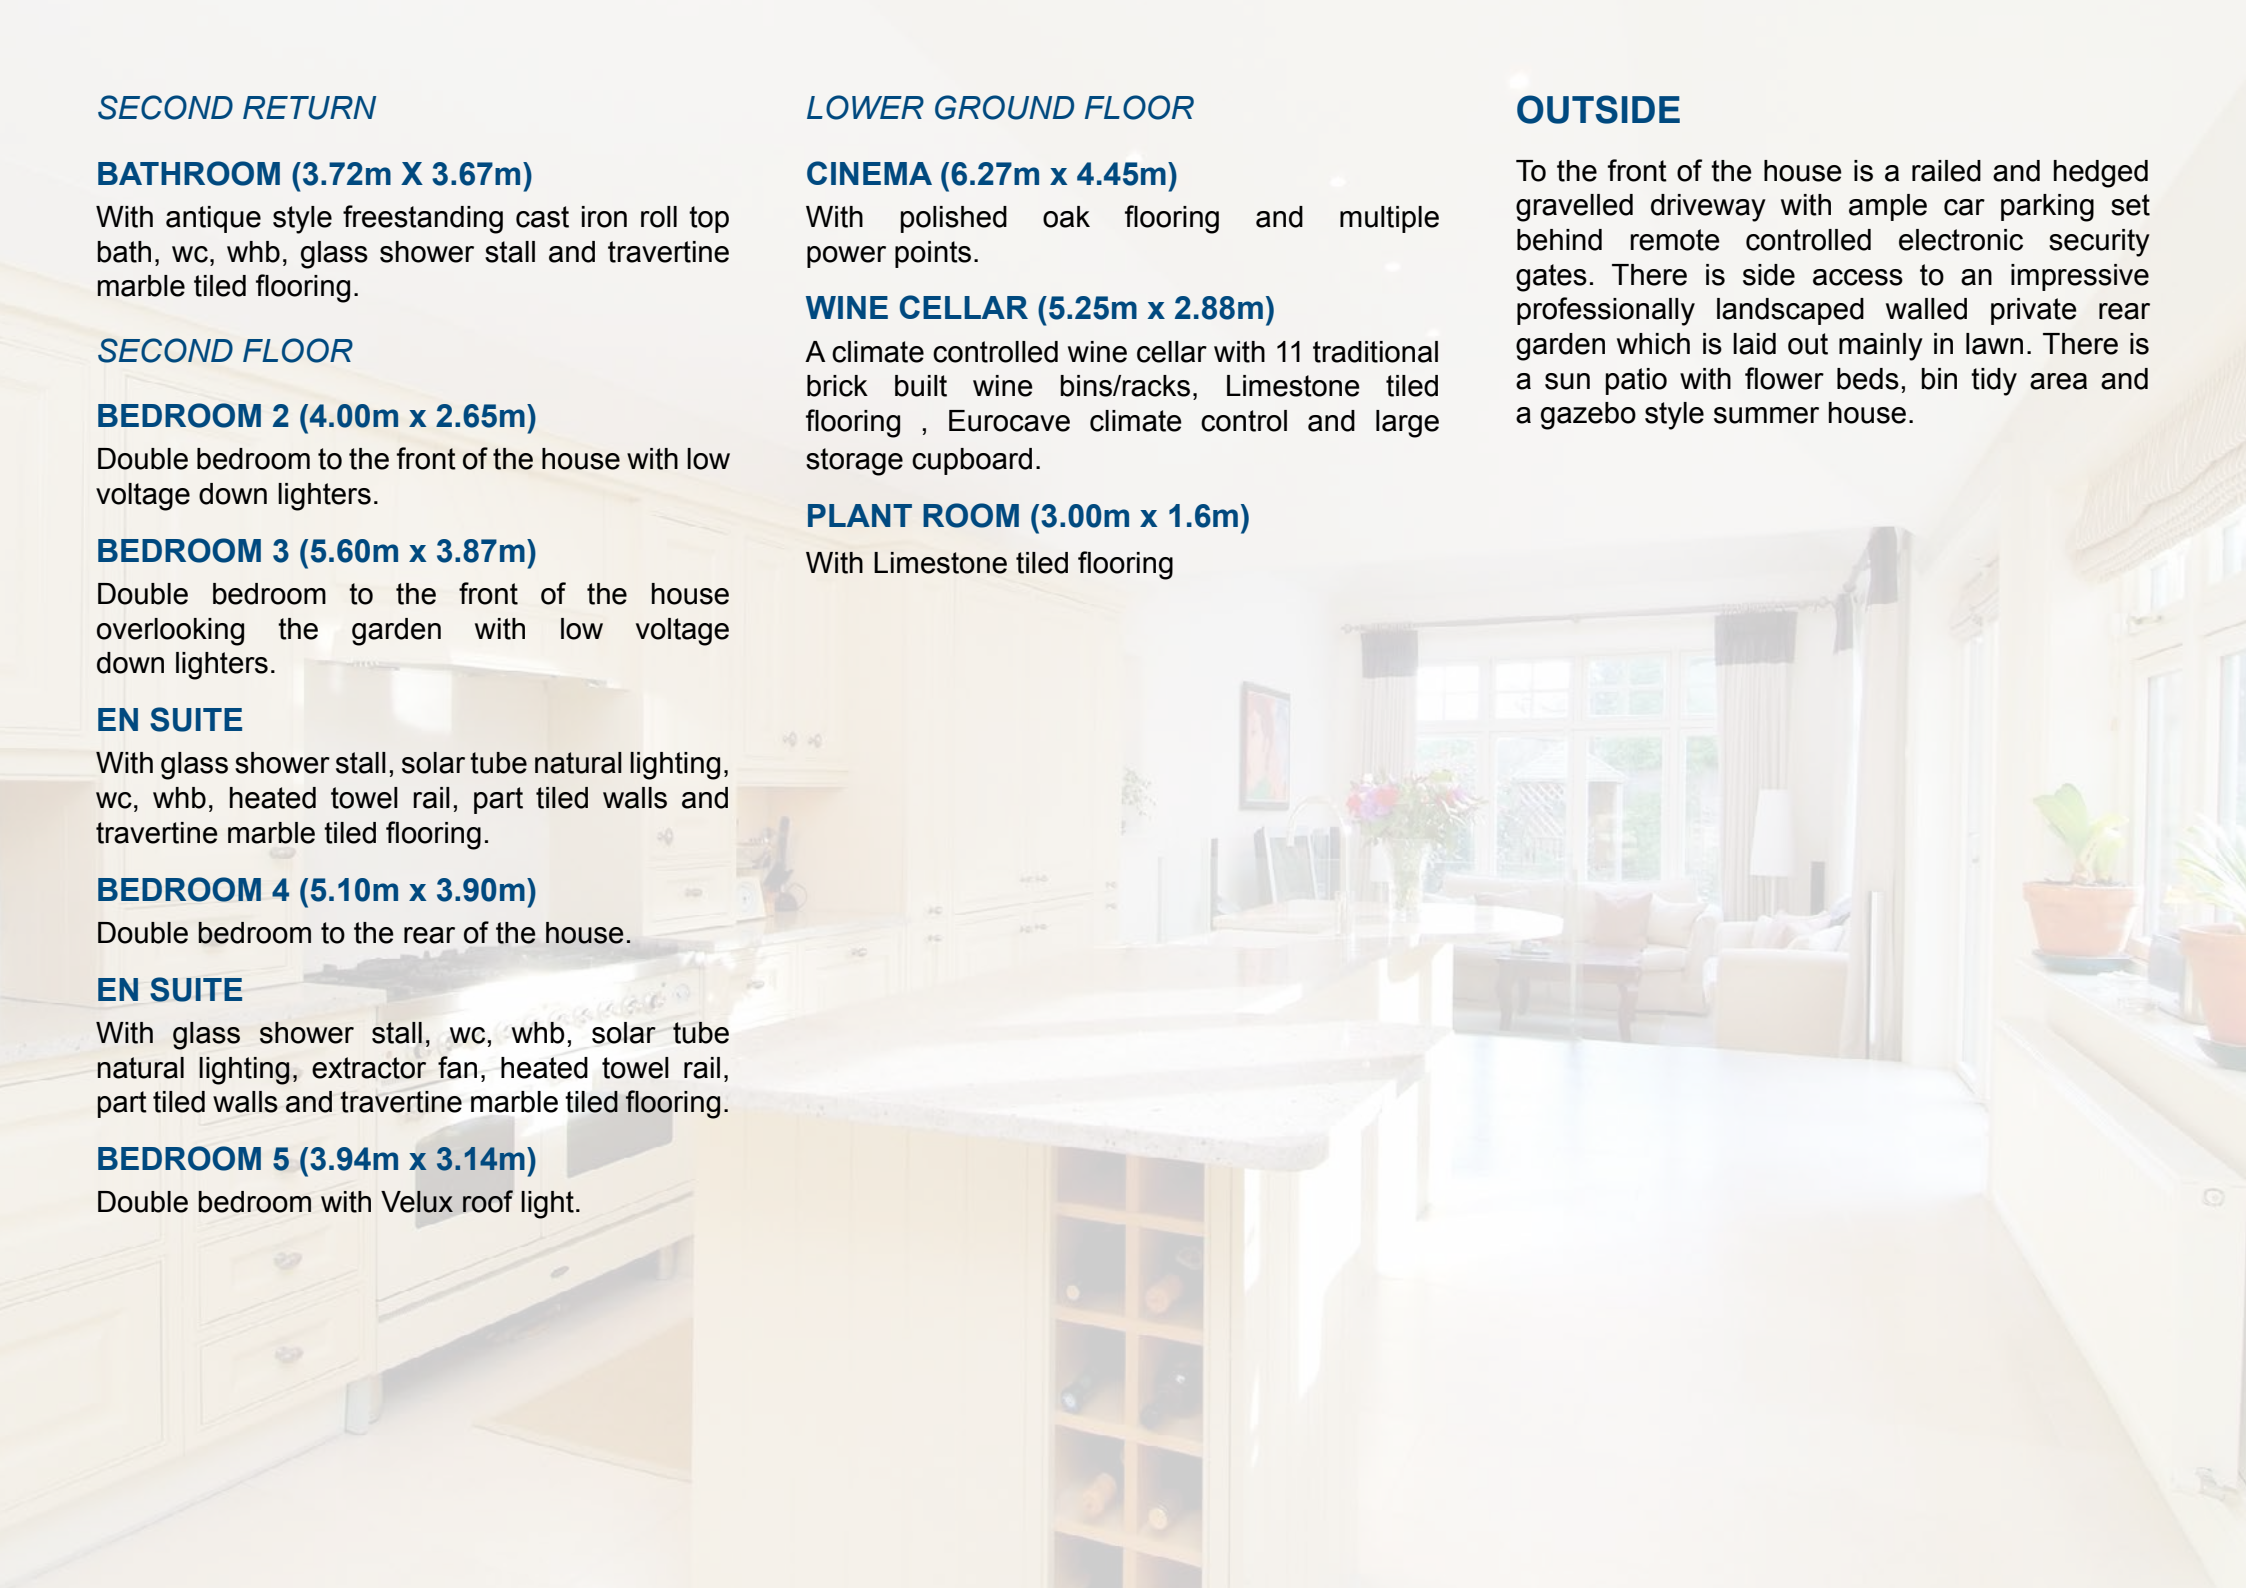 SECOND RETURN
BATHROOM (3.72m X 3.67m)
With antique style freestanding cast iron roll top
bath, wc, whb, glass shower stall and travertine
marble tiled flooring.
SECOND FLOOR
BEDROOM 2 (4.00m x 2.65m)
Double bedroom to the front of the house with low
voltage down lighters.
BEDROOM 3 (5.60m x 3.87m)
Double bedroom to the front of the house
overlooking the garden with low voltage
down lighters.
EN SUITE
With glass shower stall, solar tube natural lighting,
wc, whb, heated towel rail, part tiled walls and
travertine marble tiled flooring.
BEDROOM 4 (5.10m x 3.90m)
Double bedroom to the rear of the house.
EN SUITE
With glass shower stall, wc, whb, solar tube
natural lighting, extractor fan, heated towel rail,
part tiled walls and travertine marble tiled flooring.
BEDROOM 5 (3.94m x 3.14m)
Double bedroom with Velux roof light.
LOWER GROUND FLOOR
CINEMA (6.27m x 4.45m)
With polished oak flooring and multiple
power points.
WINE CELLAR (5.25m x 2.88m)
A climate controlled wine cellar with 11 traditional
brick built wine bins/racks, Limestone tiled
flooring , Eurocave climate control and large
storage cupboard.
PLANT ROOM (3.00m x 1.6m)
With Limestone tiled flooring
OUTSIDE
To the front of the house is a railed and hedged
gravelled driveway with ample car parking set
behind remote controlled electronic security
gates. There is side access to an impressive
professionally landscaped walled private rear
garden which is laid out mainly in lawn. There is
a sun patio with flower beds, bin tidy area and
a gazebo style summer house.